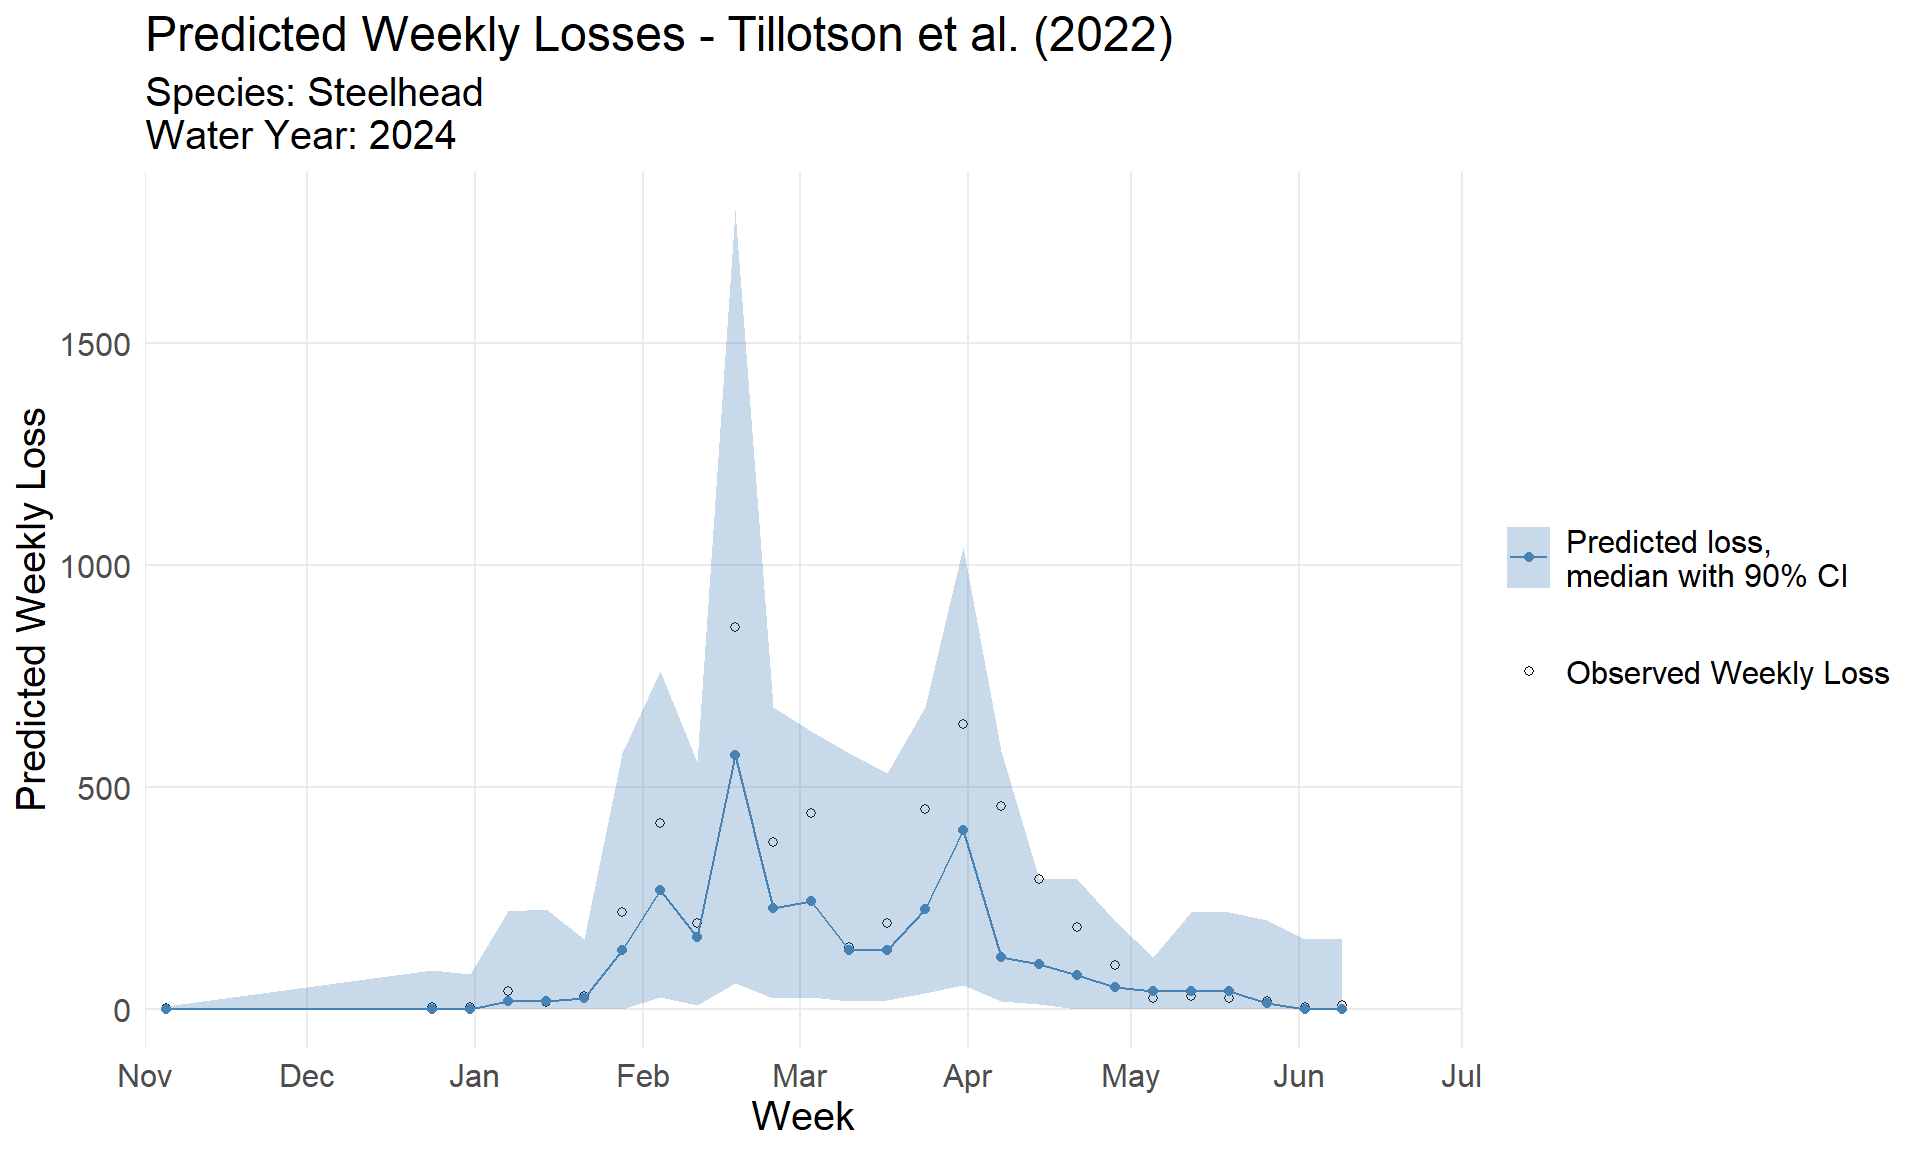 Predicted Weekly Losses - Tillotson et al. (2022)
Species: Steelhead
Water Year: 2024
Predicted Weekly Loss
1500
1000
500
0
Nov Dec Jan Feb Mar Apr May Jun Jul
Week
Predicted loss,
median with 90% CI
Observed Weekly Loss